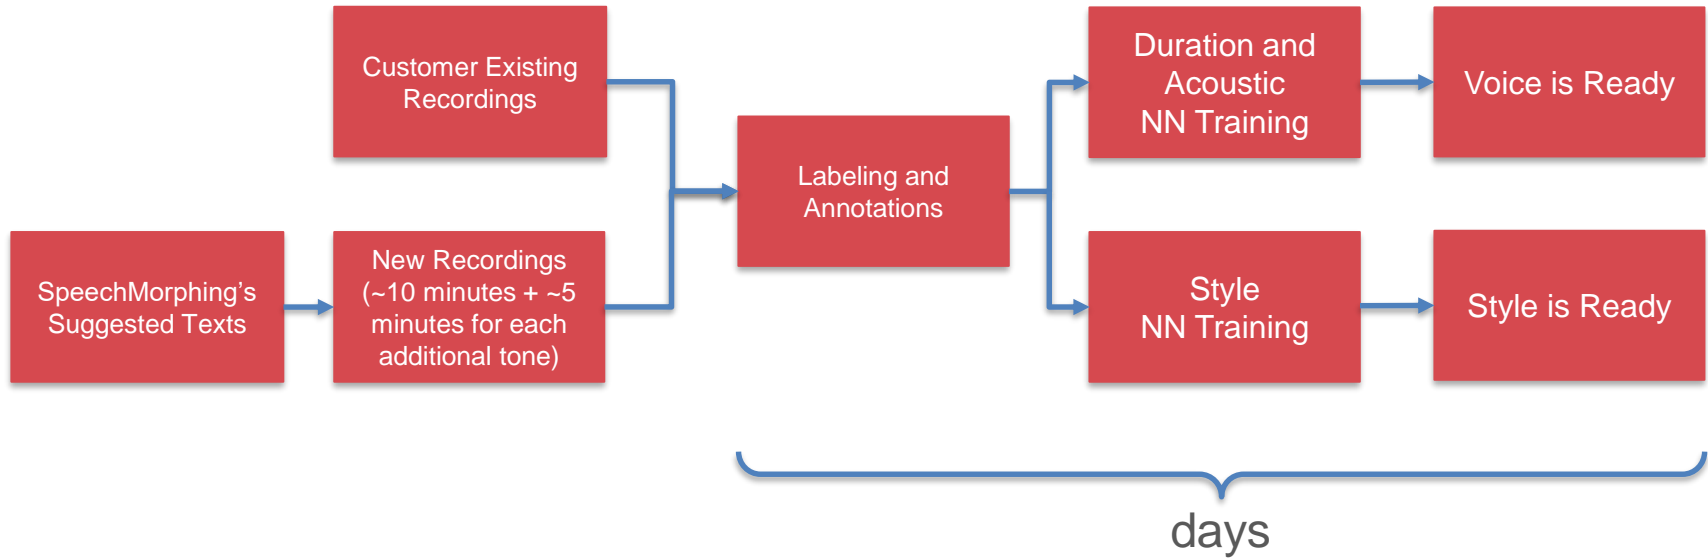 Customer Existing
Recordings
SpeechMorphing’s
Suggested Texts
New Recordings
(~10 minutes + ~5
minutes for each
additional tone)
Labeling and
Annotations
Duration and
Acoustic
NN Training
Voice is Ready
Style
NN Training
Style is Ready
days